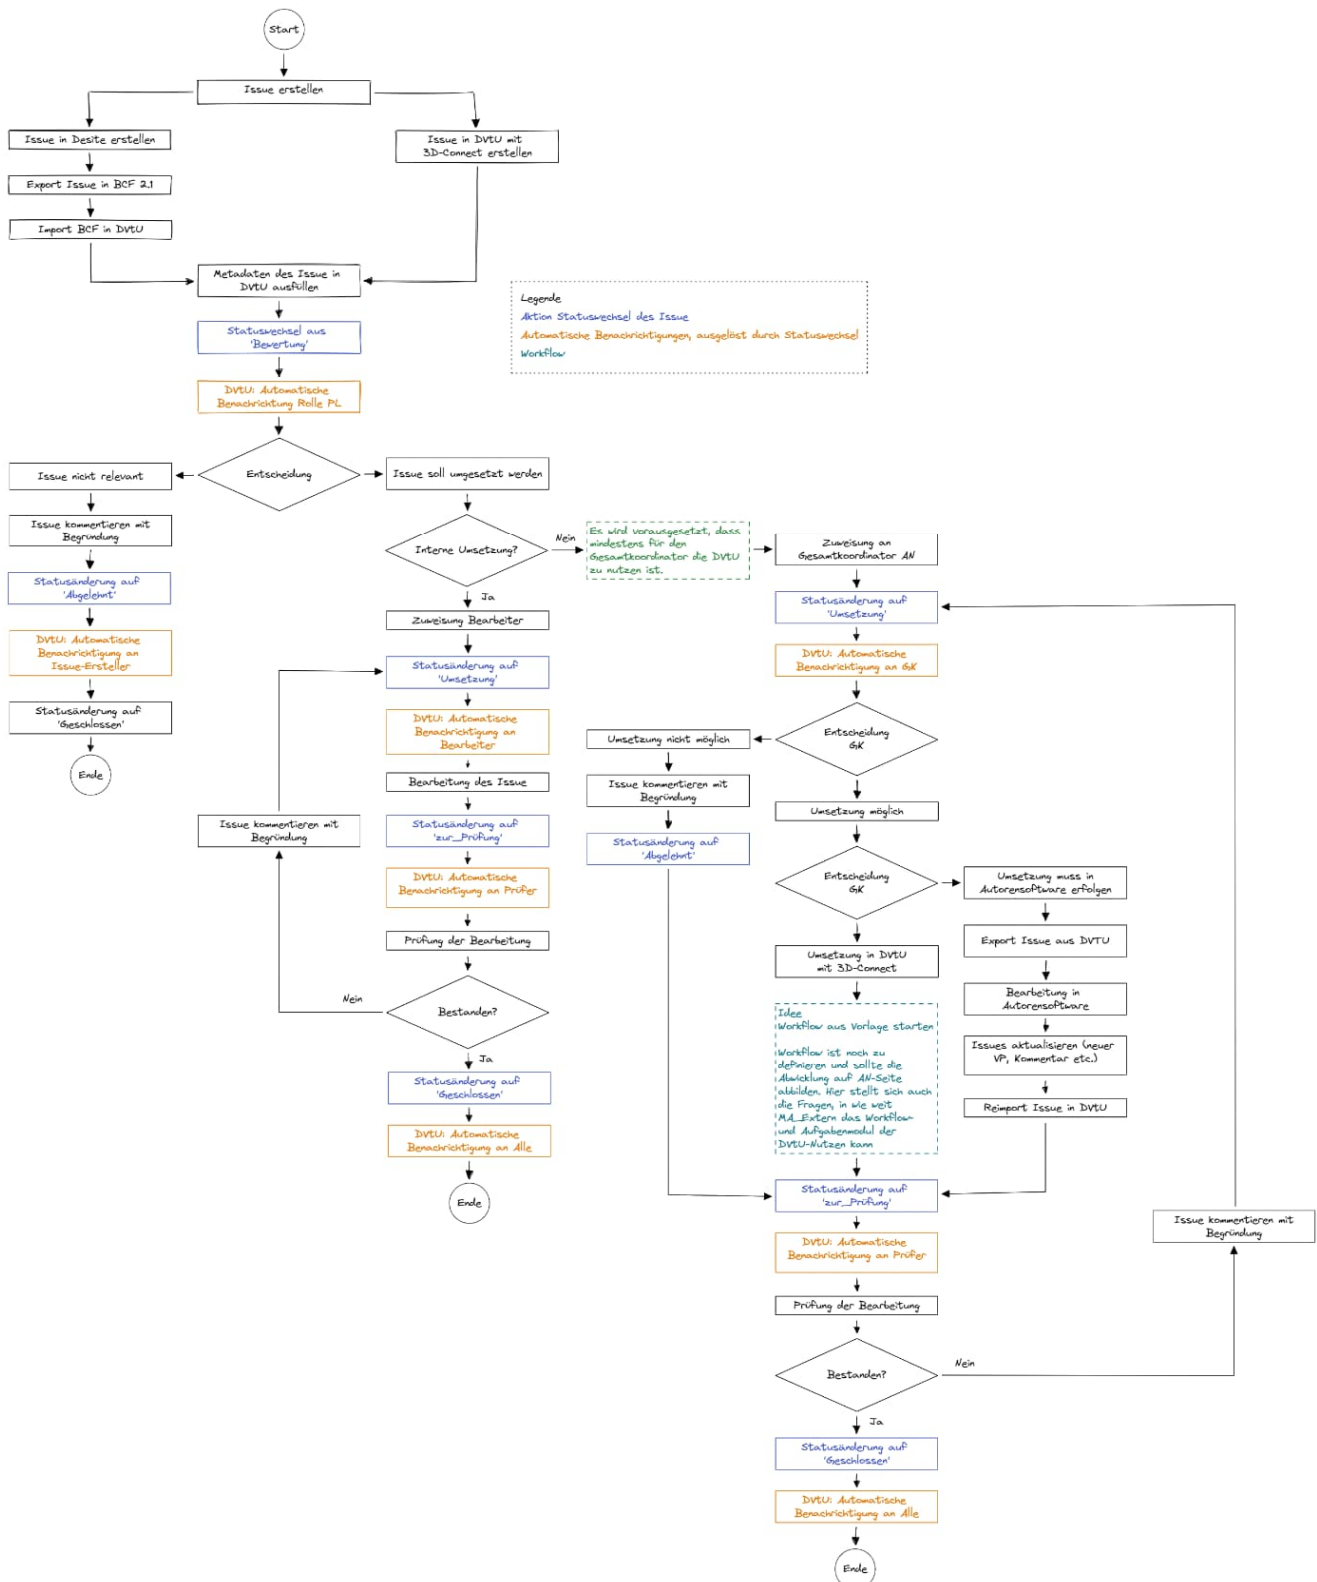 Start
Issue erstellen
Issue in Desite erstellen
Issue in DVtU mit
3D-Connect erstellen
Export Issue in BCF 2.1
Import BCF in DVtU
Metadaten des Issue in
DVtU ausfüllen
Legende
Aktion Statuswechsel des Issue
Automatische Benachrichtigungen, ausgelöst durch Statuswechsel
Workflow
Statuswechsel aus
'Bewertung'
DVtU: Automatische
Benachrichtung Rolle PL
Entscheidung
Issue nicht relevant
Issue kommentieren mit
Begründung
Statusänderung auf
'Abgelehnt'
DVtU: Automatische
Benachrichtigung an
Issue-Ersteller
Statusänderung auf
'Geschlossen'
Ende
Issue soll umgesetzt werden
Interne Umsetzung?
Nein
Ja
Zuweisung Bearbeiter
Statusänderung auf
'Umsetzung'
DVtU: Automatische
Benachrichtigung an
Bearbeiter
Bearbeitung des Issue
Statusänderung auf
'zur_Prüfung'
DVtU: Automatische
Benachrichtigung an Prüfer
Prüfung der Bearbeitung
Bestanden?
Nein
Issue kommentieren mit
Begründung
Ja
Statusänderung auf
'Geschlossen'
DVtU: Automatische
Benachrichtigung an Alle
Ende
Es wird vorausgesetzt, dass
mindestens für den
Gesamtkoordinator die DVtU
zu nutzen ist.
Zuweisung an
Gesamtkoordinator AN
Statusänderung auf
'Umsetzung'
DVtU: Automatische
Benachrichtigung an GK
Entscheidung
GK
Umsetzung nicht möglich
Issue kommentieren mit
Begründung
Statusänderung auf
'Abgelehnt'
Umsetzung möglich
Entscheidung
GK
Umsetzung muss in
Autorensoftware erfolgen
Export Issue aus DVTU
Bearbeitung in
Autorensoftware
Issues aktualisieren (neuer
VP, Kommentar etc.)
Reimport Issue in DVtU
Umsetzung in DVtU
mit 3D-Connect
Idee
Workflow aus Vorlage starten
Workflow ist noch zu
definieren und sollte die
Abwicklung auf AN-Seite
abbilden. Hier stellt sich auch
die Fragen, in wie weit
MA_Extern das Workflow-
und Aufgabenmodul der
DVtU-Nutzen kann
Statusänderung auf
'zur_Prüfung'
DVtU: Automatische
Benachrichtigung an Prüfer
Prüfung der Bearbeitung
Bestanden?
Nein
Issue kommentieren mit
Begründung
Ja
Statusänderung auf
'Geschlossen'
DVtU: Automatische
Benachrichtigung an Alle
Ende